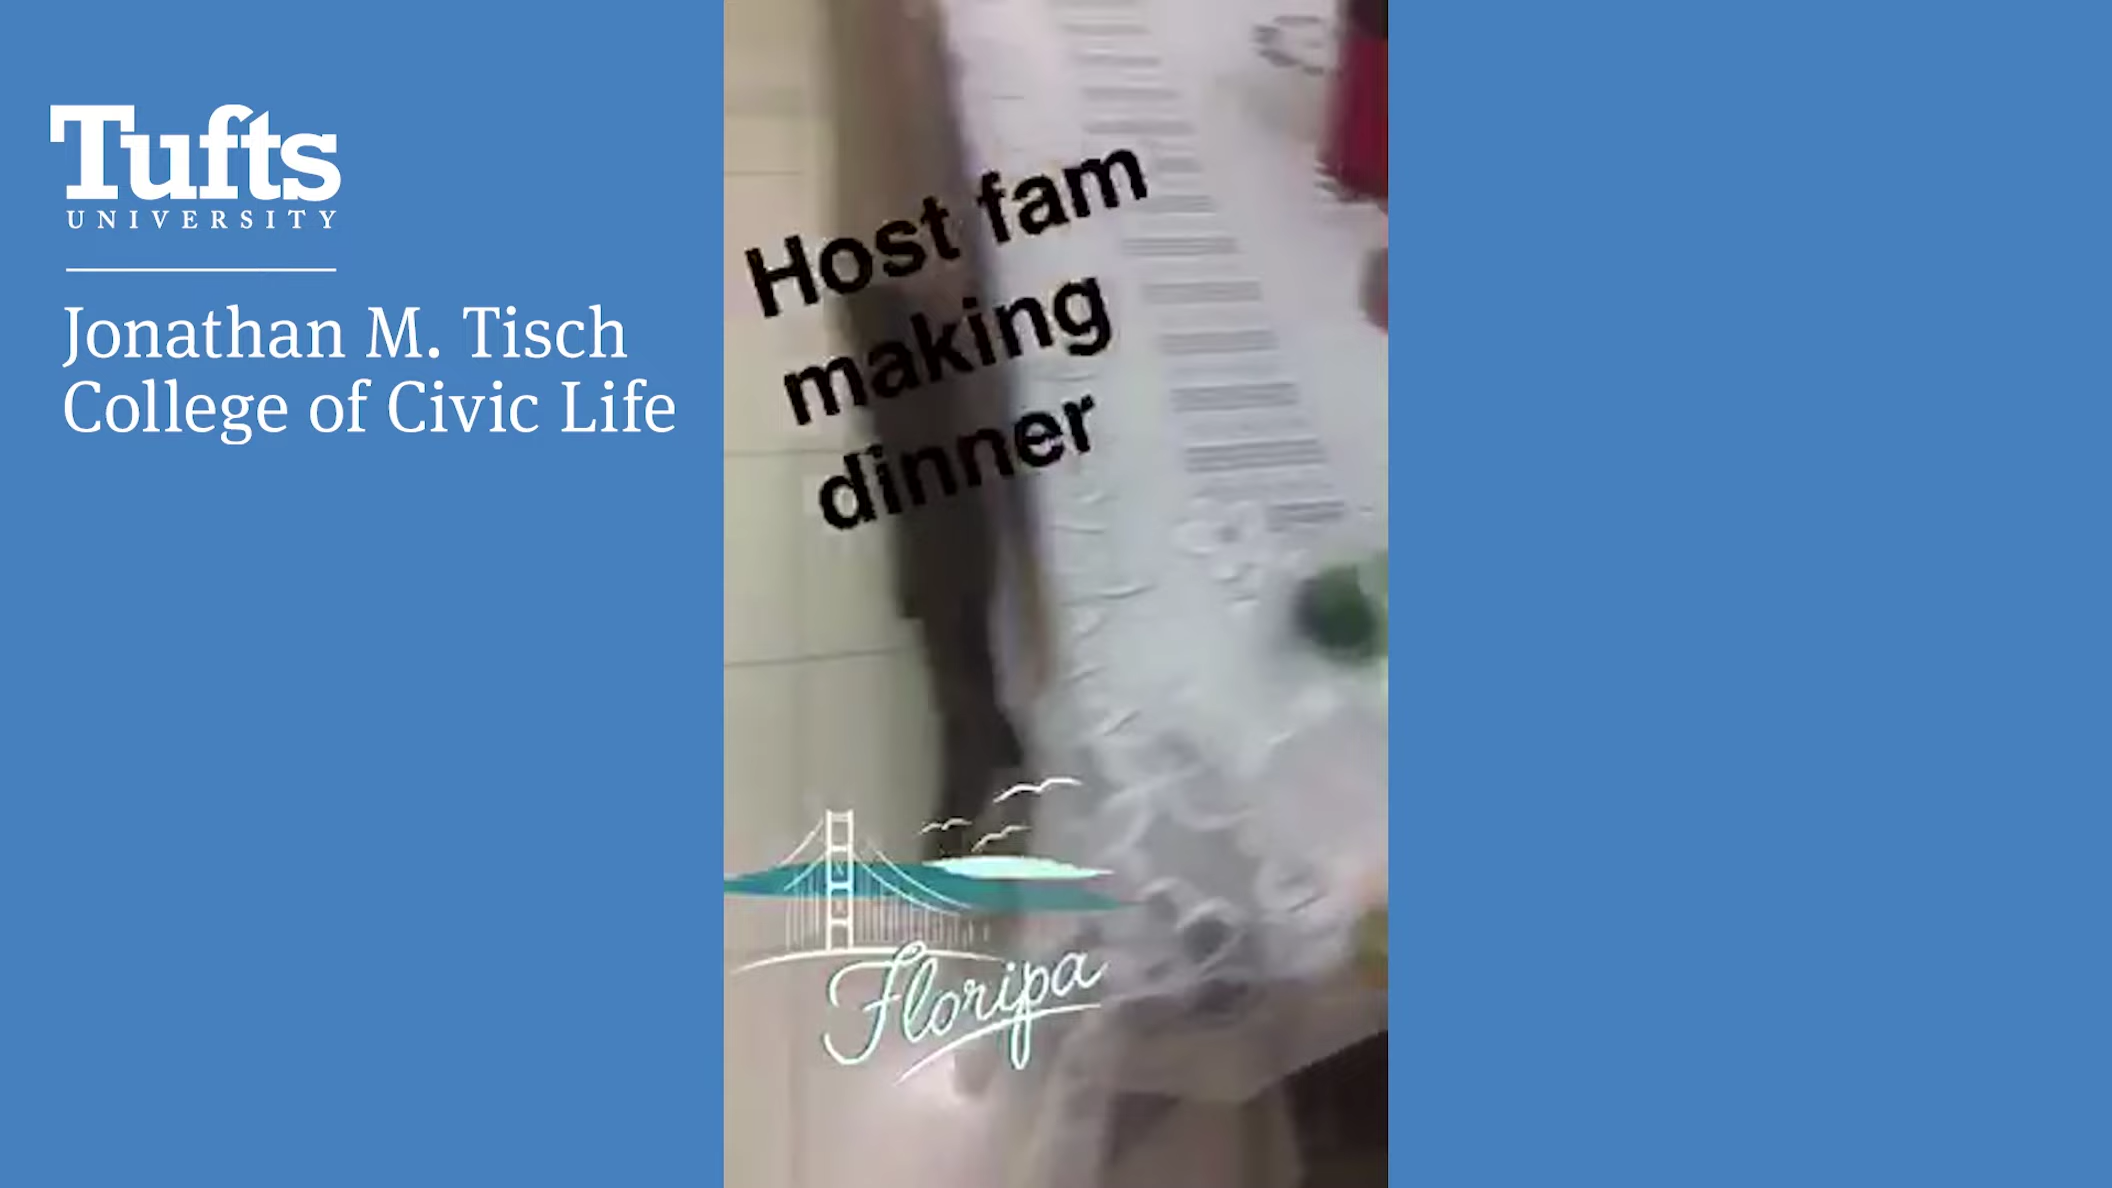 Tufts
UNIVERSITY
Jonathan M. Tisch
College of Civic Life
Host fam
making
dinner
Floripa